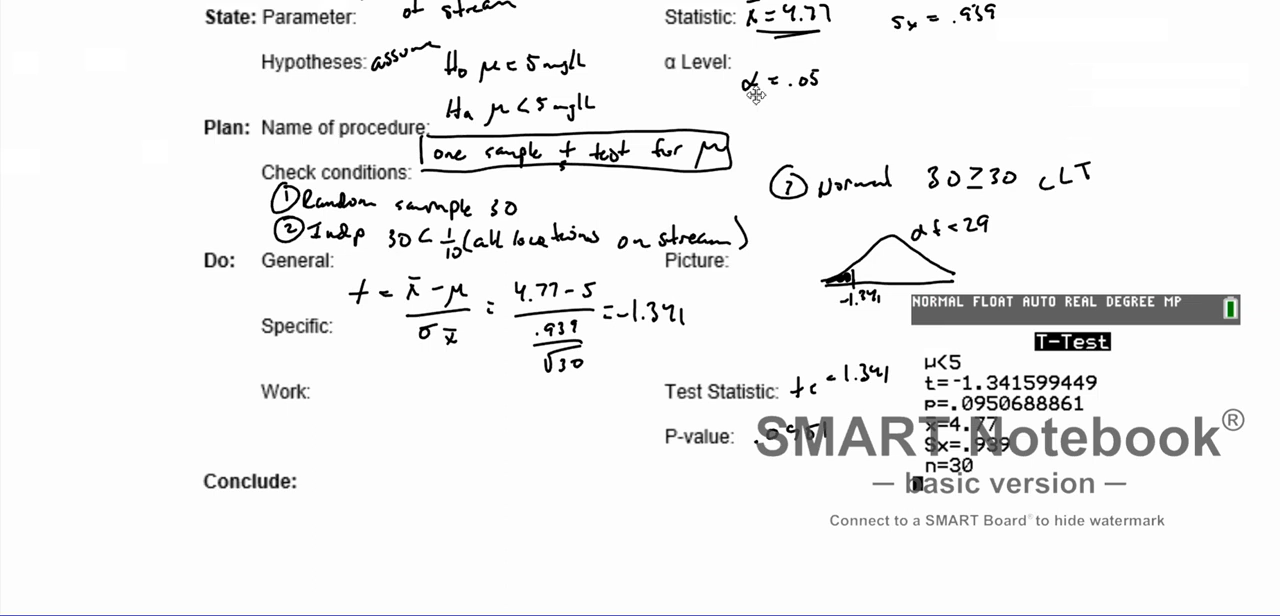 State: Parameter: of stream Statistic: x̄ = 4.77 Sx = .939
Hypotheses: assume H₀ μ = 5 mg/L α Level:
α = .05
Hₐ μ < 5 mg/L
Plan: Name of procedure: one sample t test for μ
Check conditions:
① Random sample 30
② Indp 30 < 1/10 (all locations on stream)
③ Normal 30 ≥ 30 CLT
Do: General: Picture:
df = 29
-1.341
t = x̄ - μ / σx̄ = 4.77 - 5 / .939/√30 = -1.341
Specific:
Work:
Test Statistic: t = -1.341
P-value: .0951
Conclude:
NORMAL FLOAT AUTO REAL DEGREE MP
T-Test
μ<5
t=-1.341599449
p=.0950688861
x̄=4.77
Sx=.939
n=30
SMART Notebook®
— basic version —
Connect to a SMART Board® to hide watermark